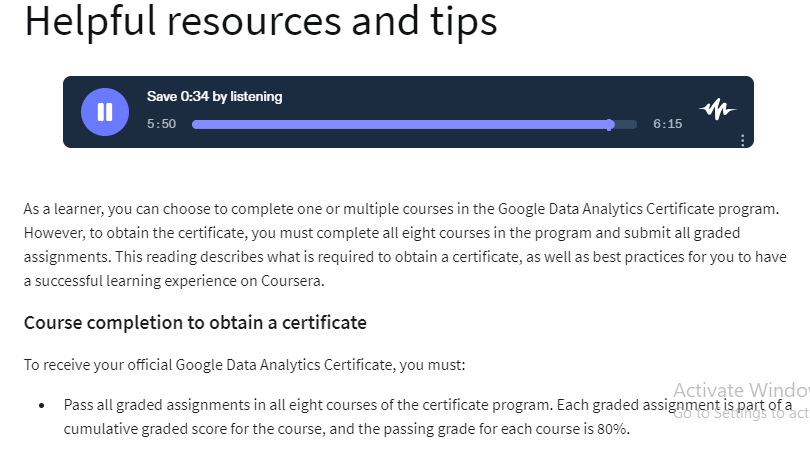 Helpful resources and tips
Save 0:34 by listening
5:50
6:15
As a learner, you can choose to complete one or multiple courses in the Google Data Analytics Certificate program.
However, to obtain the certificate, you must complete all eight courses in the program and submit all graded
assignments. This reading describes what is required to obtain a certificate, as well as best practices for you to have
a successful learning experience on Coursera.
Course completion to obtain a certificate
To receive your official Google Data Analytics Certificate, you must:
Activate Windo
• Pass all graded assignments in all eight courses of the certificate program. Each graded assignment is part of a
Go to Settings to act
cumulative graded score for the course, and the passing grade for each course is 80%.